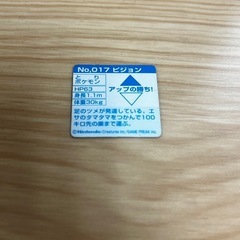 No.017 ピジョン
とり
ポケモン
HP63
身長1.1m
体重30kg
アップの勝ち!
足のツメが発達している。エ
サのタマタマをつかんで100
キロ先の巣まで運ぶ。
©Nintendo・Creatures inc./GAME FREAK inc.